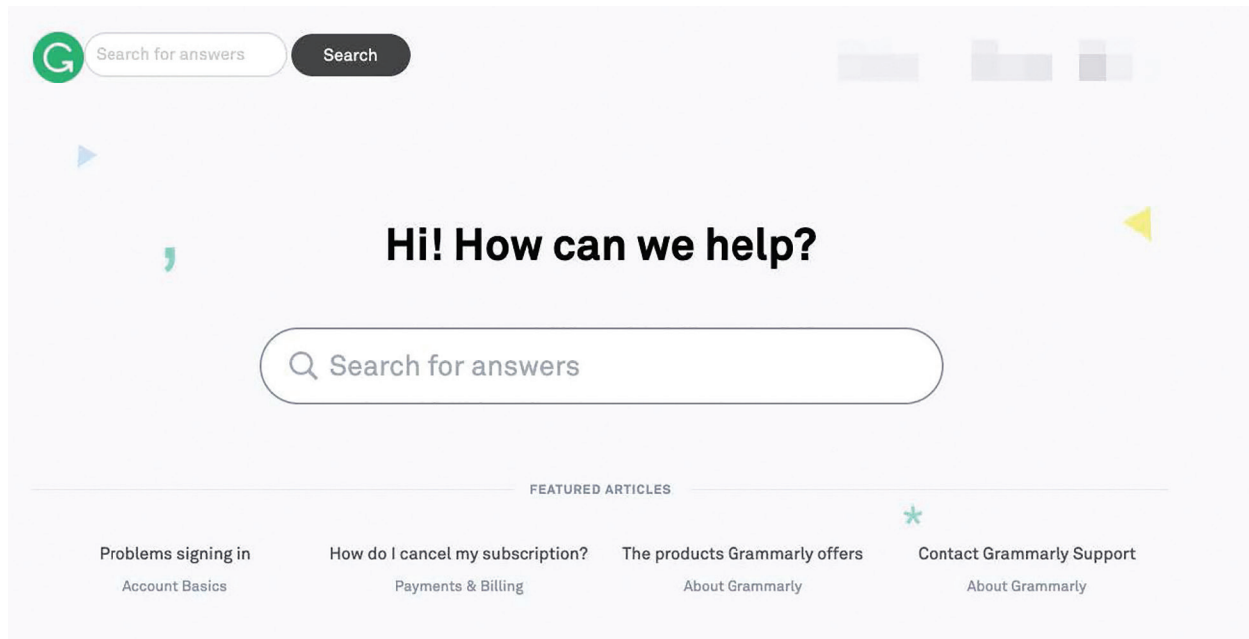 Search for answers
Search
Hi! How can we help?
Search for answers
FEATURED ARTICLES
Problems signing in
Account Basics
How do I cancel my subscription?
Payments & Billing
The products Grammarly offers
About Grammarly
Contact Grammarly Support
About Grammarly